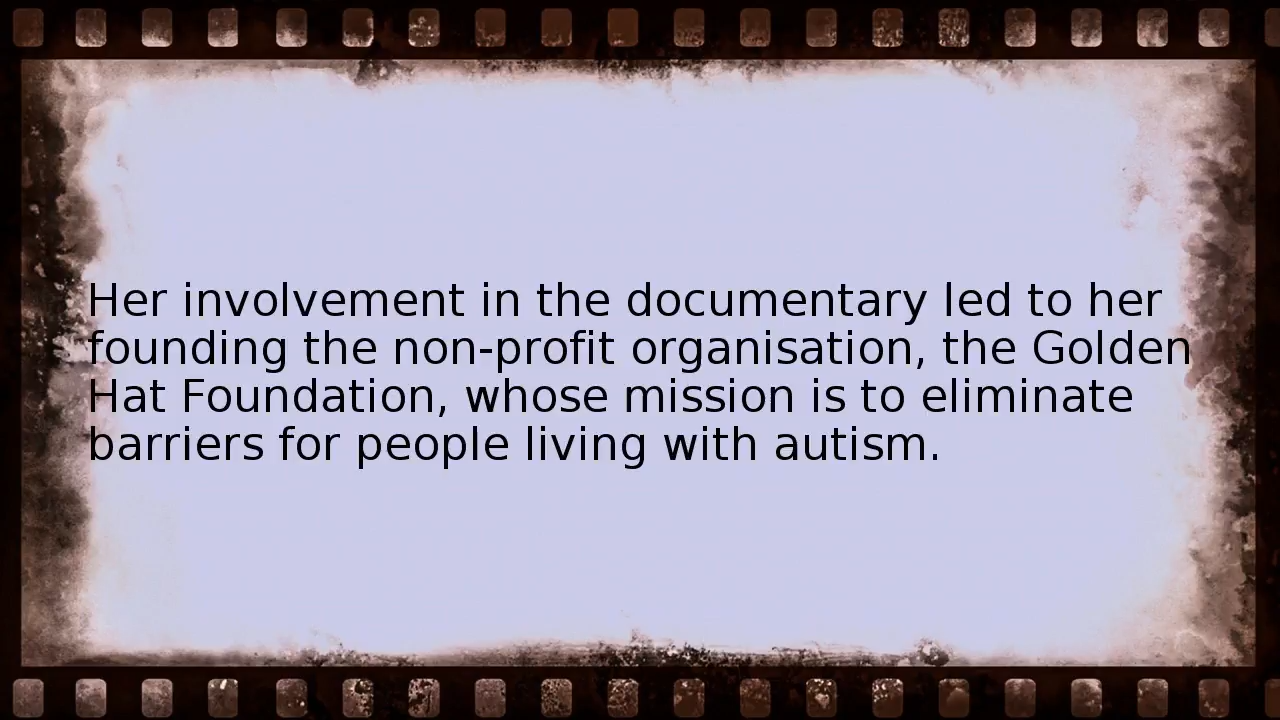 Her involvement in the documentary led to her
founding the non-profit organisation, the Golden
Hat Foundation, whose mission is to eliminate
barriers for people living with autism.